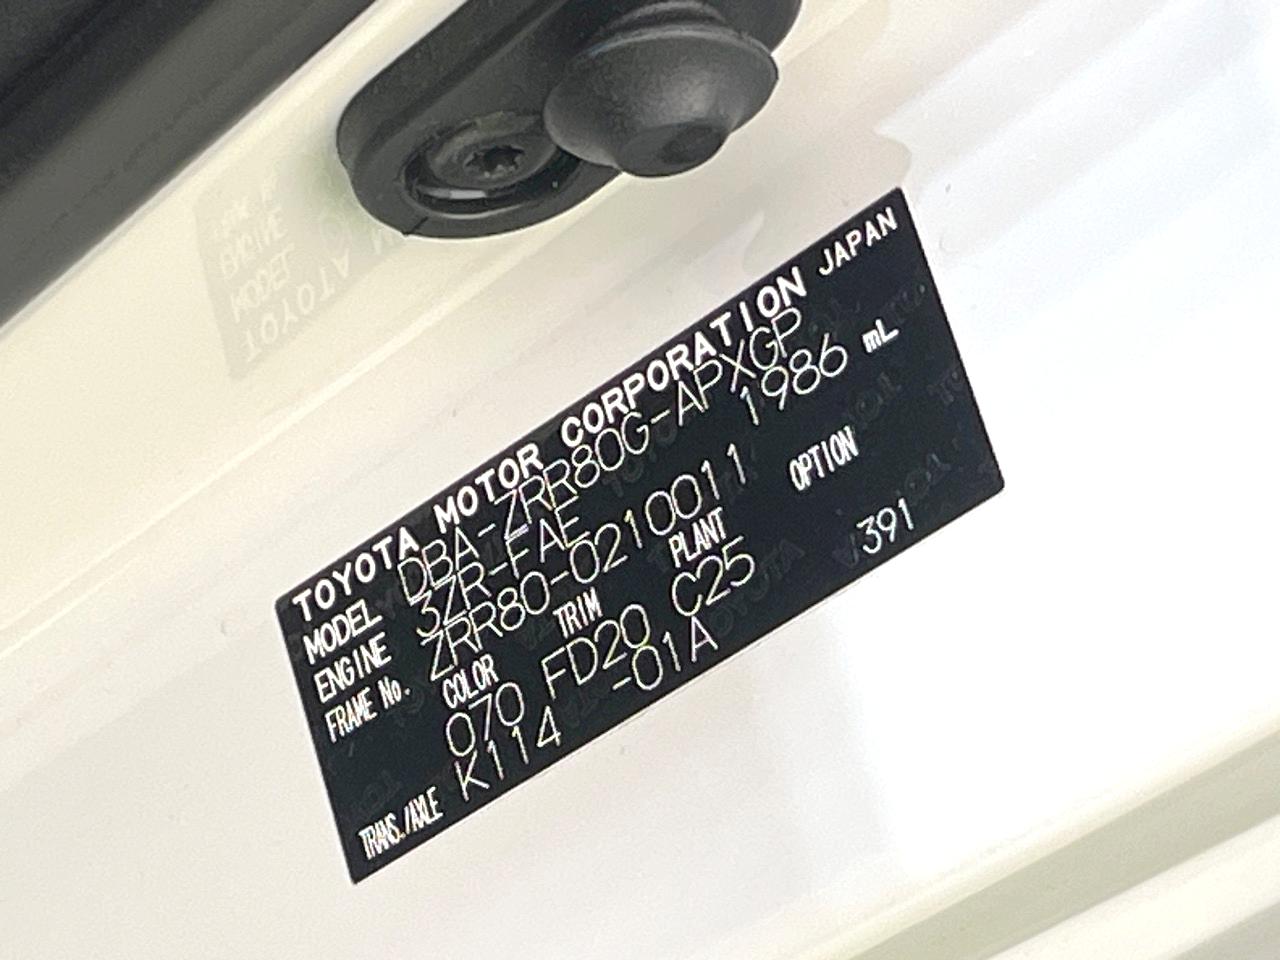 TOYOTA MOTOR CORPORATION JAPAN
MODEL DBA-ZRR80G-APXGP
ENGINE 3ZR-FAE 1986 mL
FRAME No. ZRR80-0210011
COLOR TRIM PLANT OPTION
070 FD20 C25 391
TRANS./AXLE K114 -01A